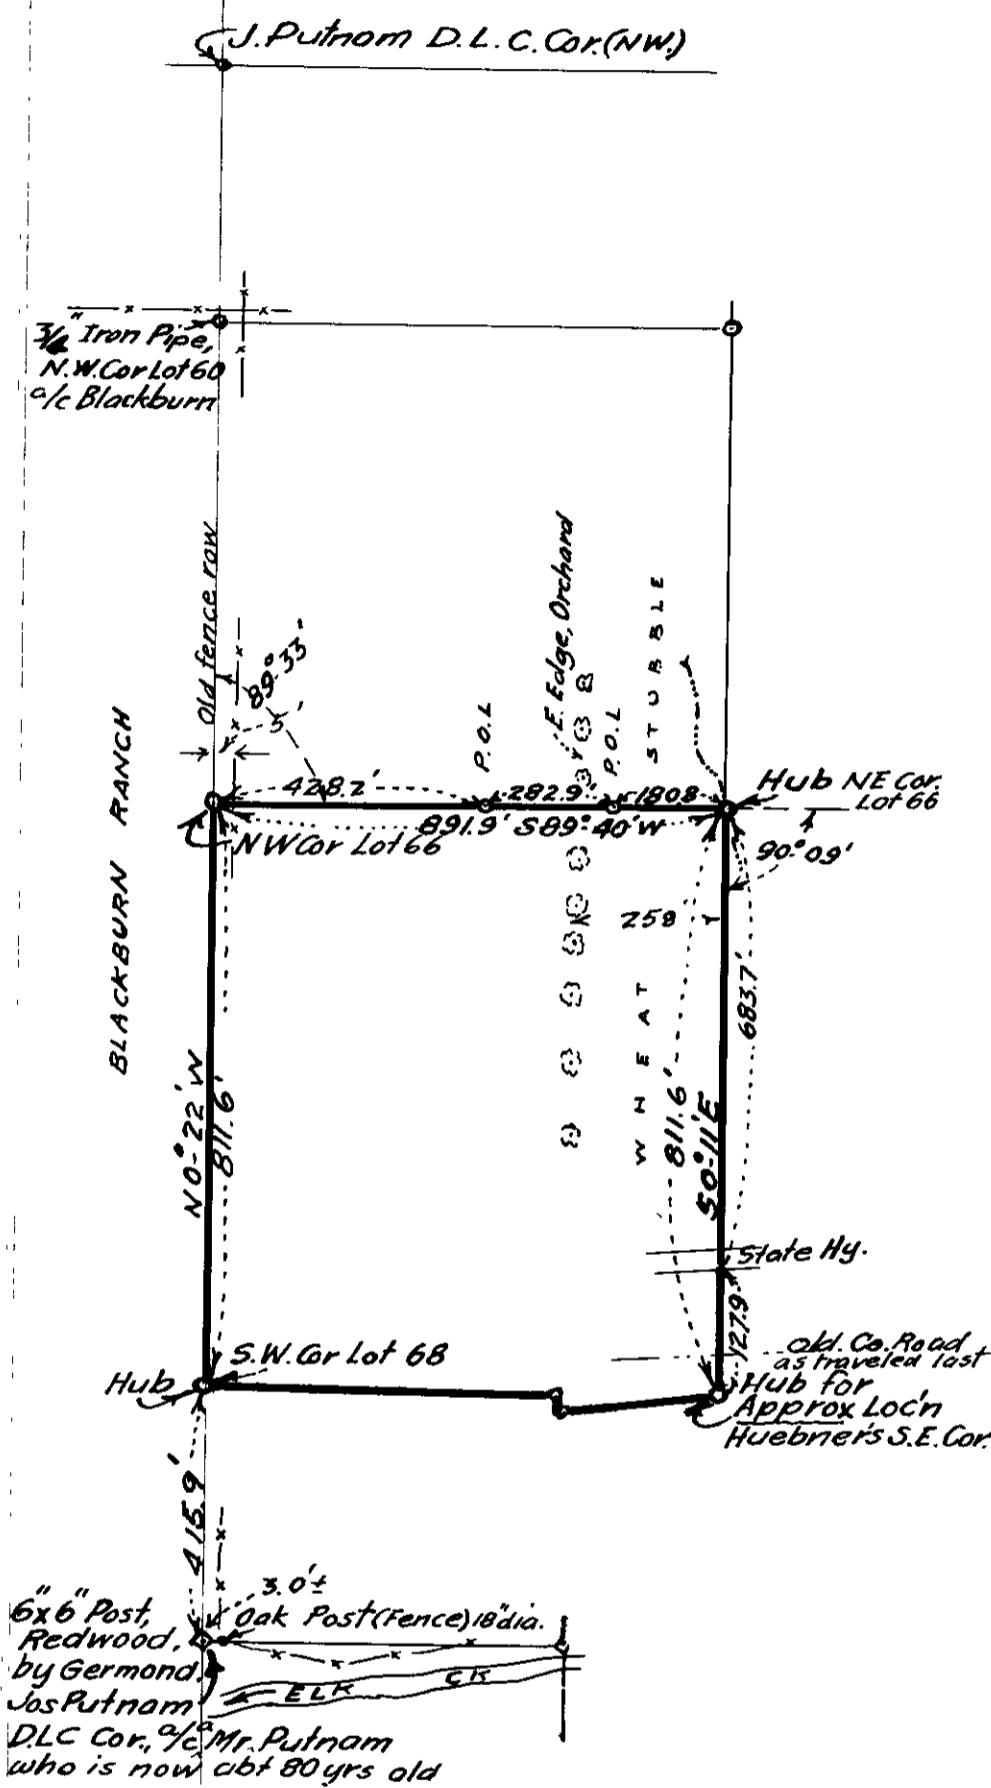 J. Putnam D.L.C. Cor. (NW.)
3/4" Iron Pipe,
N.W. Cor Lot 60
a/c Blackburn
Old fence row
89°33'
5'
E. Edge, Orchard
STUBBLE
P.O.L
P.O.L
BLACKBURN RANCH
428.2'
282.9'
180.8
Hub NE Cor.
Lot 66
891.9' S89°40'W
NW Cor Lot 66
90°09'
258
WHEAT
683.7'
N0°-22'W
811.6'
811.6'
S0°-11'E
State Hy.
127.9
Old. Co. Road
as traveled last
S.W. Cor Lot 68
Hub
Hub for
Approx Loc'n
Huebner's S.E. Cor.
415.9'
3.0'±
6"x6" Post,
Redwood,
by Germond.
Jos Putnam
DLC Cor., a/c Mr. Putnam
who is now abt 80 yrs old
Oak Post (Fence) 18" dia.
ELK CK